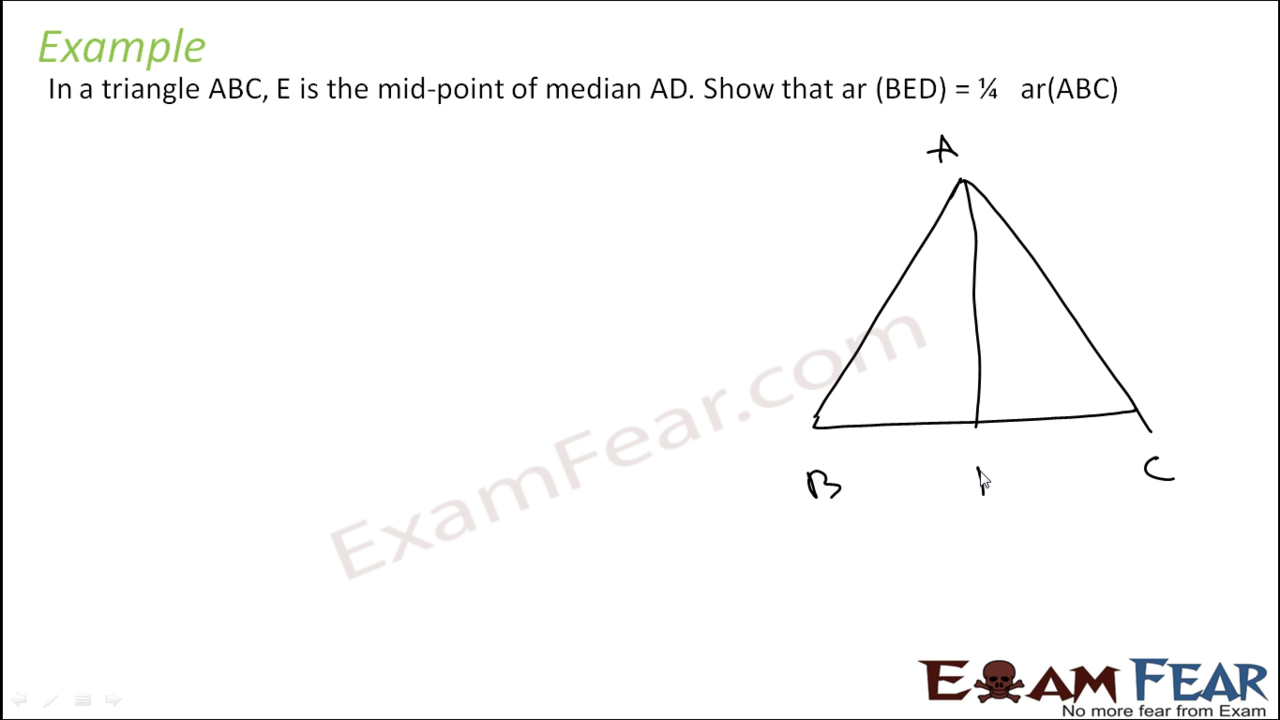 Example
In a triangle ABC, E is the mid-point of median AD. Show that ar (BED) = ¼ ar(ABC)
A
B
C
ExamFear.com
EXAM FEAR
No more fear from Exam